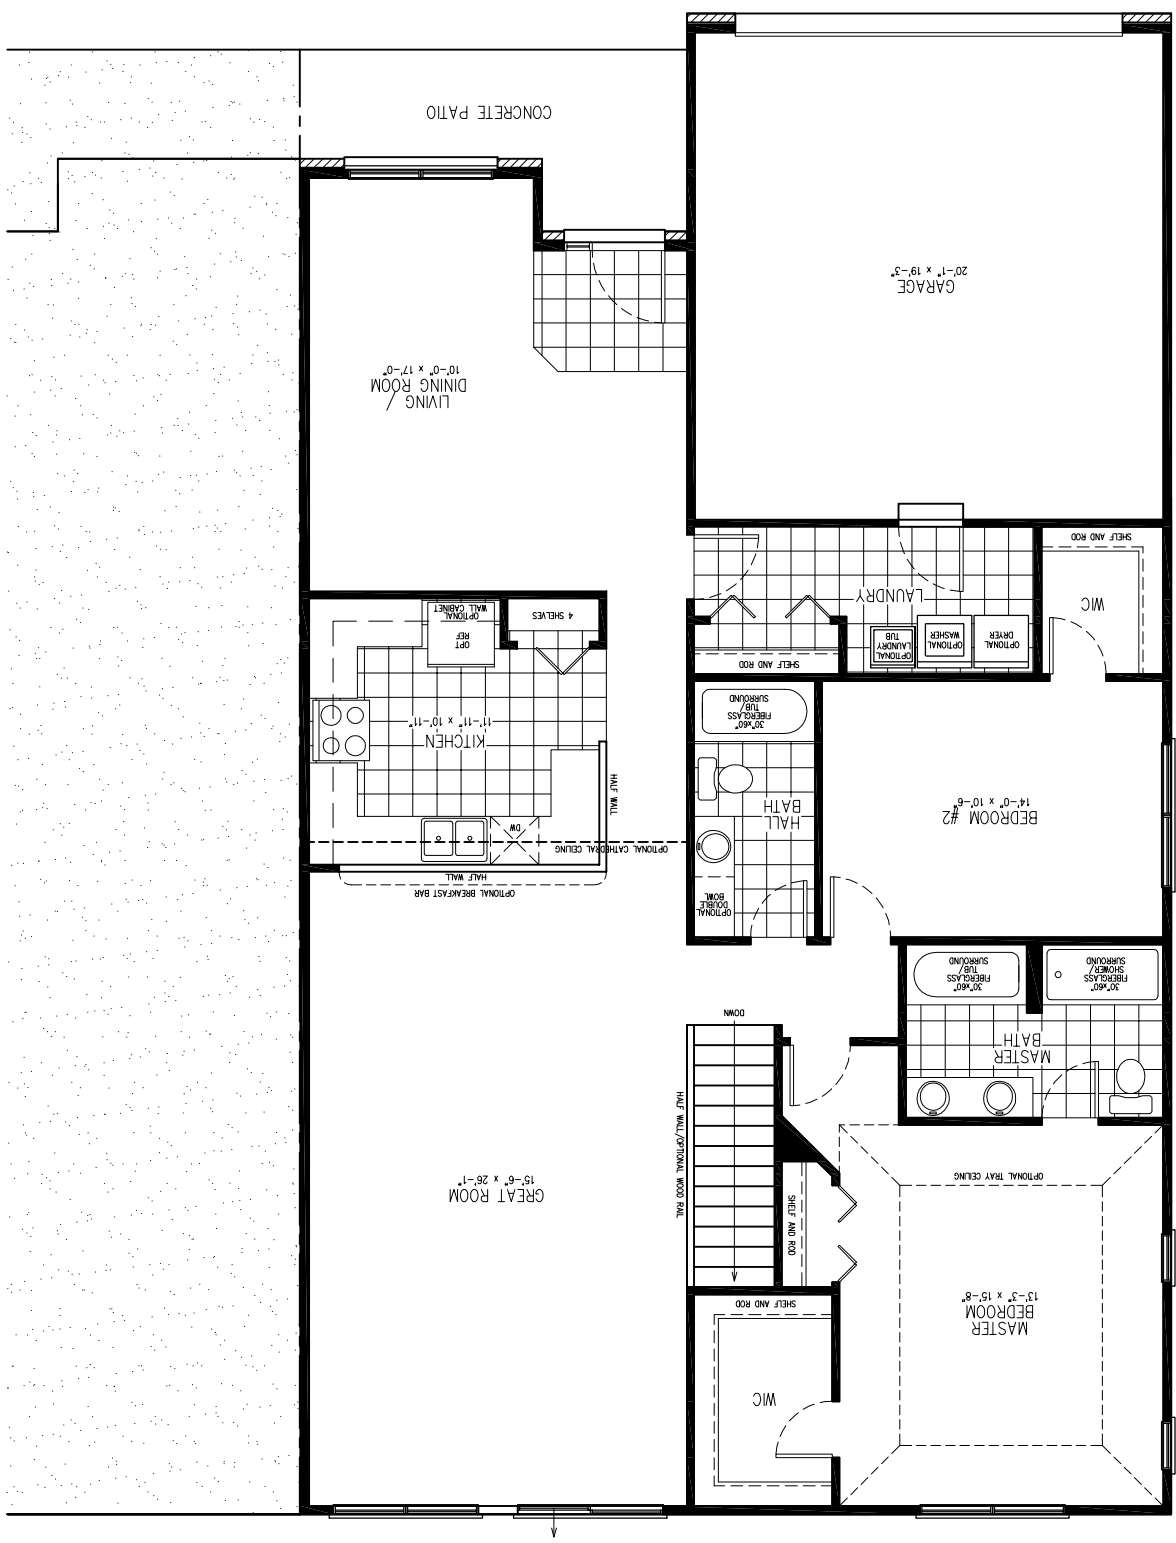 MASTER
BEDROOM
13'-3" x 15'-8"
WIC
SHELF AND ROD
GREAT ROOM
15'-6" x 26'-1"
OPTIONAL TRAY CEILING
SHELF AND ROD
HALF WALL/OPTIONAL WOOD RAIL
MASTER
BATH
DOWN
30"x60"
FIBERGLASS
SHOWER/
SURROUND
30"x60"
FIBERGLASS
TUB/
SURROUND
OPTIONAL
DOUBLE
BOWL
OPTIONAL BREAKFAST BAR
HALF WALL
OPTIONAL CATHEDRAL CEILING
DW
BEDROOM #2
14'-0" x 10'-6"
HALL
BATH
HALF WALL
KITCHEN
11'-11" x 10'-11"
30"x60"
FIBERGLASS
TUB/
SURROUND
SHELF AND ROD
OPTIONAL
DRYER
OPTIONAL
WASHER
OPTIONAL
LAUNDRY
TUB
OPT
REF
OPTIONAL
WALL CABINET
4 SHELVES
WIC
LAUNDRY
SHELF AND ROD
LIVING /
DINING ROOM
10'-0" x 17'-0"
GARAGE
20'-1" x 19'-3"
CONCRETE PATIO